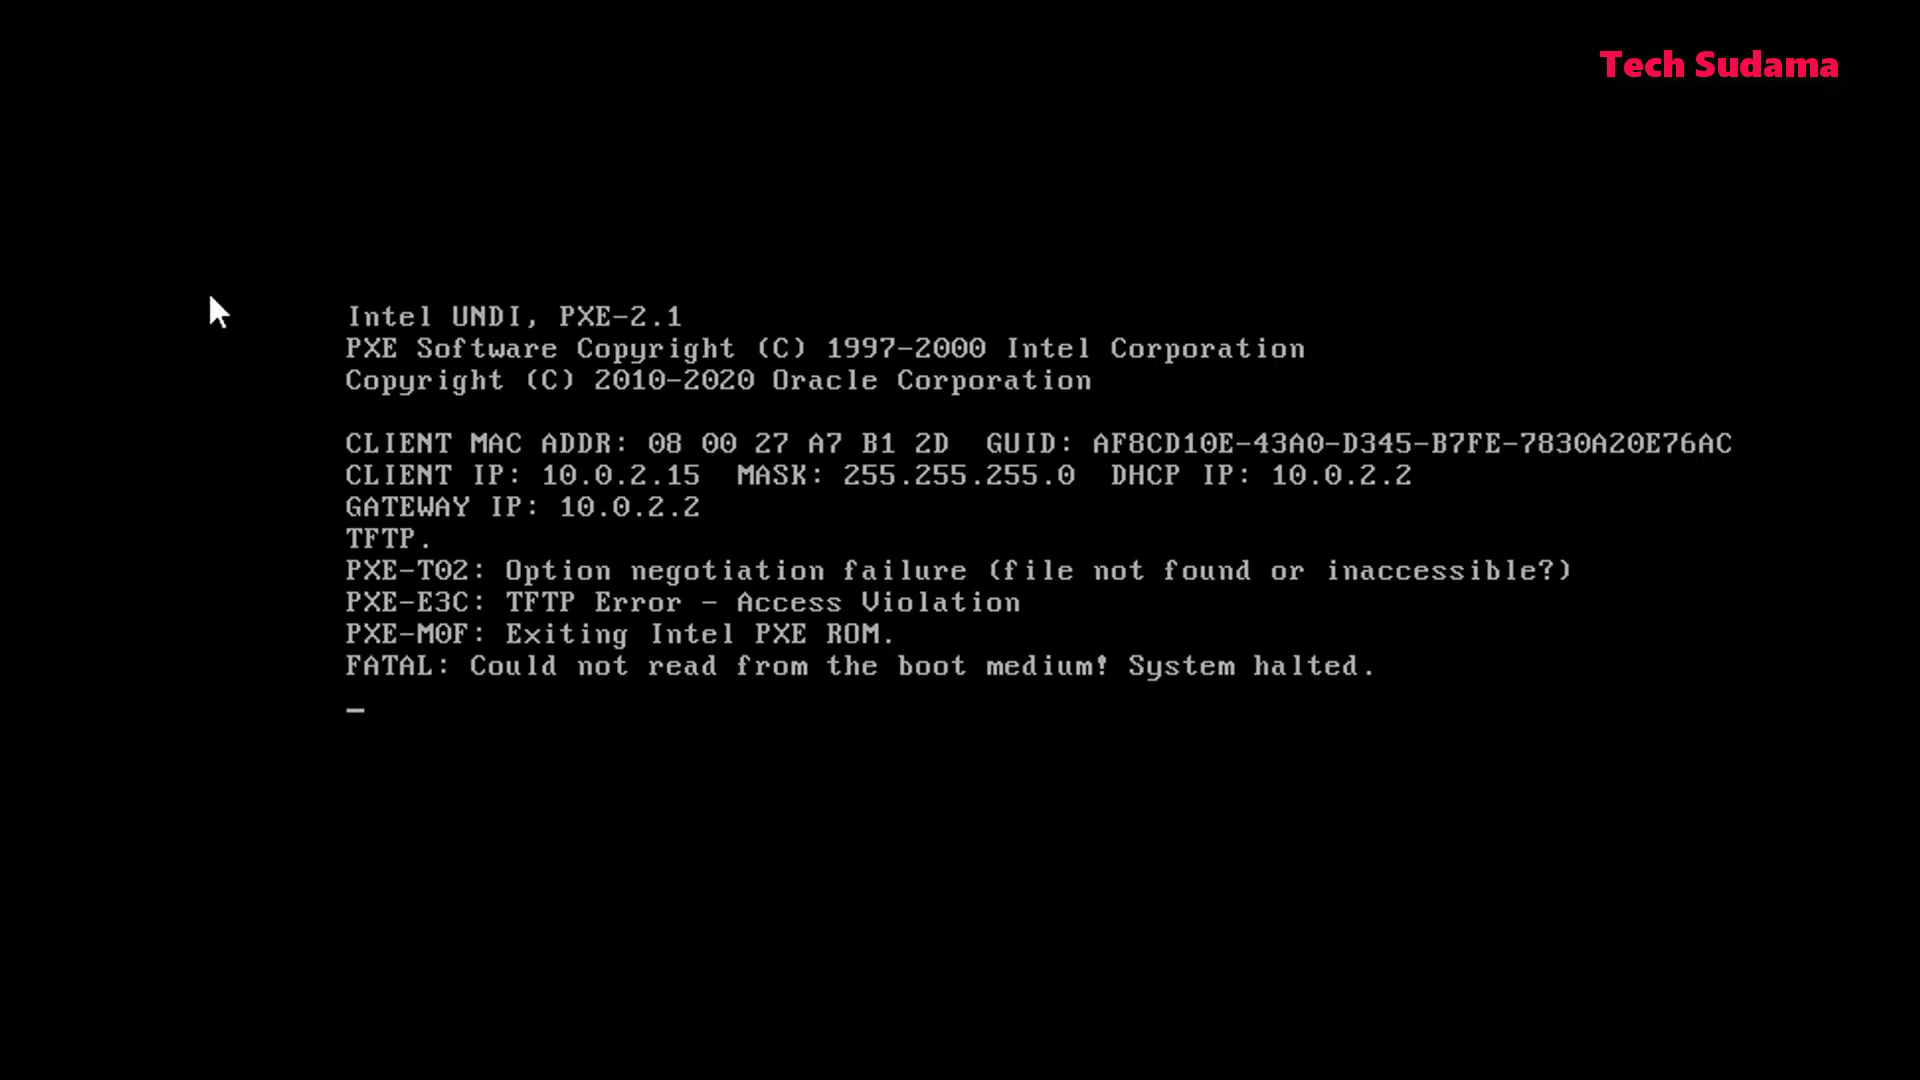 Tech Sudama
Intel UNDI, PXE-2.1
PXE Software Copyright (C) 1997-2000 Intel Corporation
Copyright (C) 2010-2020 Oracle Corporation
CLIENT MAC ADDR: 08 00 27 A7 B1 2D  GUID: AF8CD10E-43A0-D345-B7FE-7830A20E76AC
CLIENT IP: 10.0.2.15  MASK: 255.255.255.0  DHCP IP: 10.0.2.2
GATEWAY IP: 10.0.2.2
TFTP.
PXE-T02: Option negotiation failure (file not found or inaccessible?)
PXE-E3C: TFTP Error - Access Violation
PXE-M0F: Exiting Intel PXE ROM.
FATAL: Could not read from the boot medium! System halted.
_